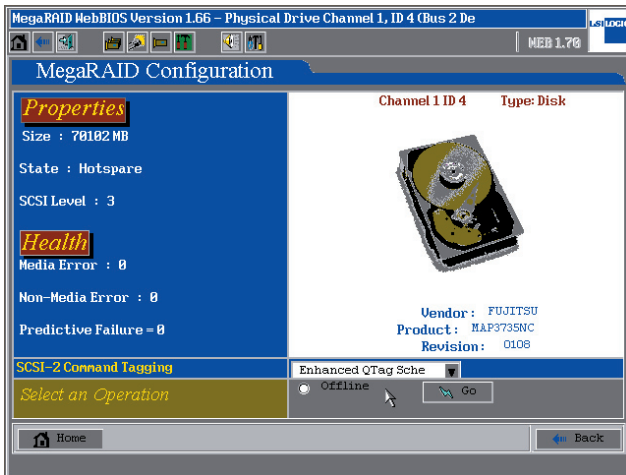 MegaRAID WebBIOS Version 1.66 - Physical Drive Channel 1, ID 4 (Bus 2 De
LSI LOGIC
WEB 1.70
MegaRAID Configuration
Properties
Size : 70102 MB
State : Hotspare
SCSI Level : 3
Health
Media Error : 0
Non-Media Error : 0
Predictive Failure = 0
Channel 1 ID 4 Type: Disk
Vendor : FUJITSU
Product : MAP3735NC
Revision : 0108
SCSI-2 Command Tagging
Enhanced QTag Sche
Select an Operation
Offline
Go
Home
Back